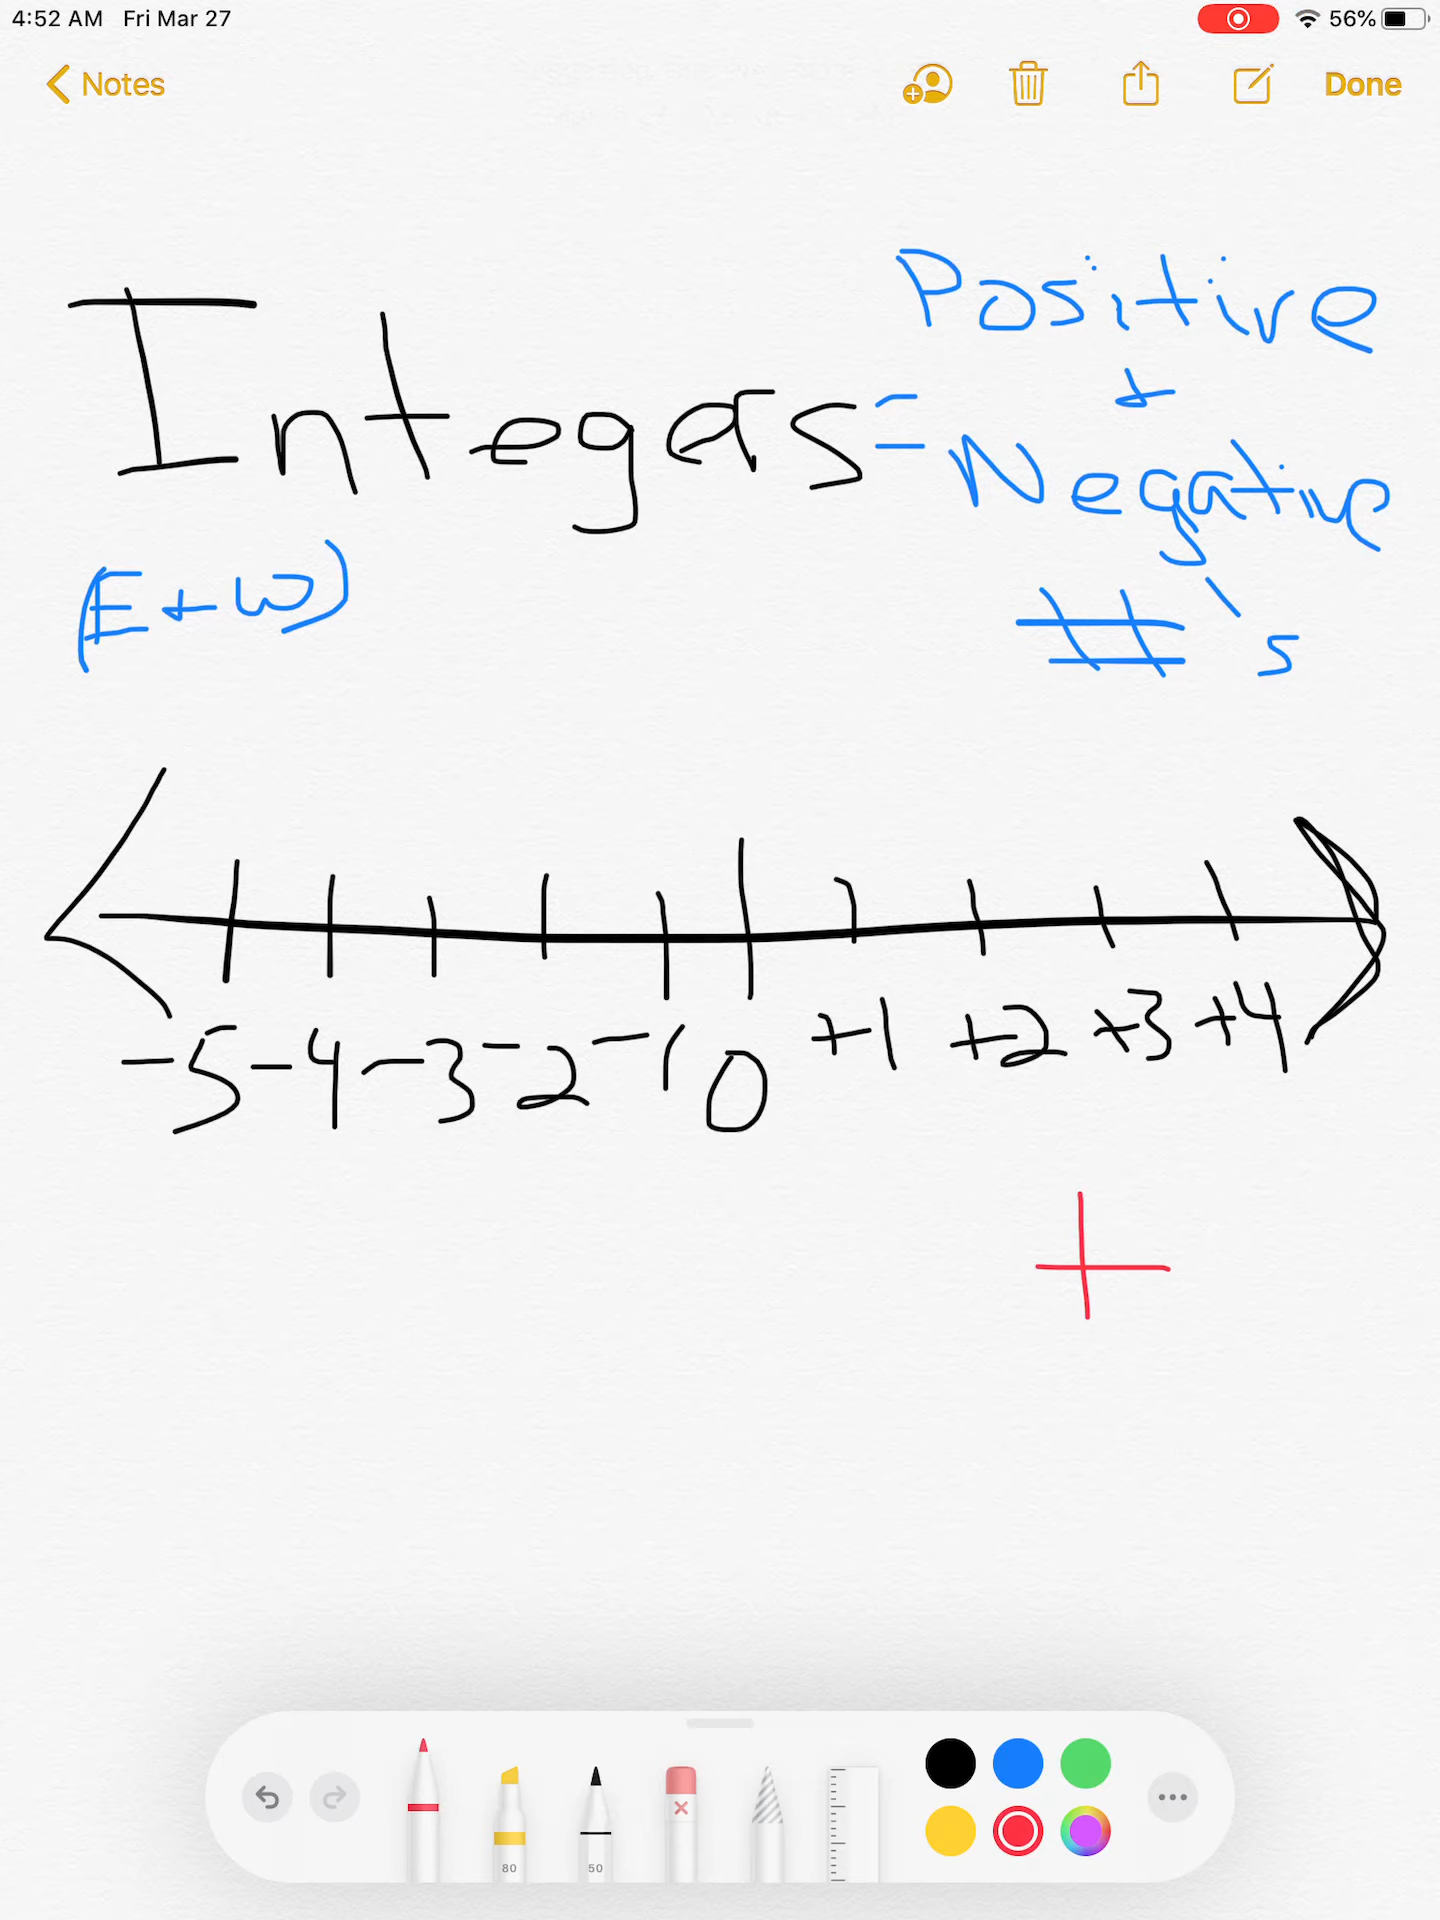 4:52 AM Fri Mar 27 56%
Notes Done
Integers = Positive
+
Negative
#'s
(E+W)
-5 -4 -3 -2 -1 0 +1 +2 +3 +4
+
80 50